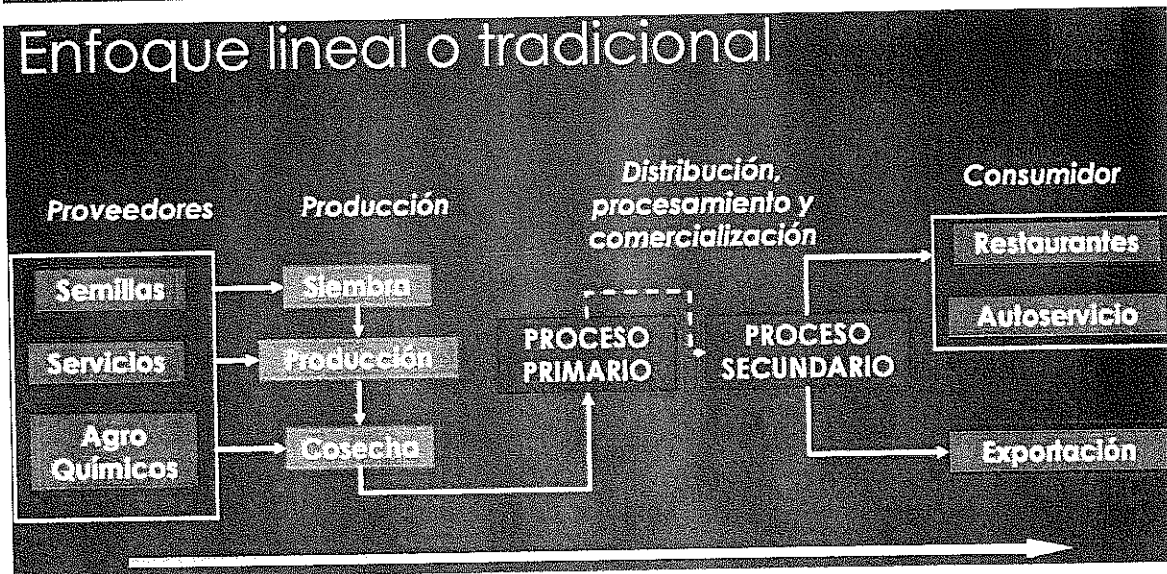 Enfoque lineal o tradicional
Proveedores
Producción
Distribución,
procesamiento y
comercialización
Consumidor
Semillas
Servicios
Agro
Químicos
Siembra
Producción
Cosecha
PROCESO
PRIMARIO
PROCESO
SECUNDARIO
Restaurantes
Autoservicio
Exportación